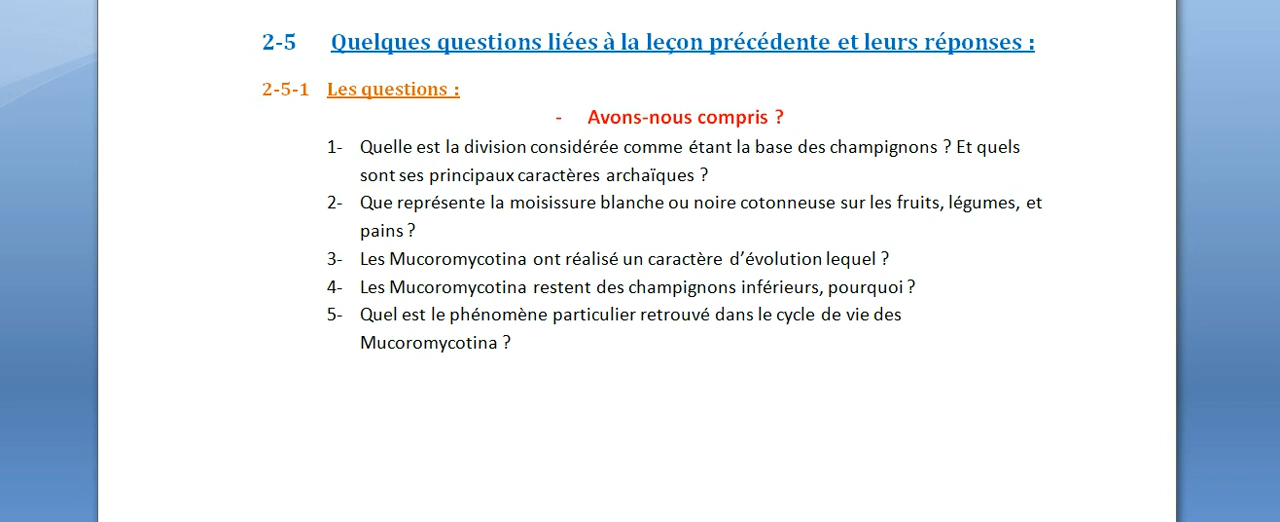 2-5 Quelques questions liées à la leçon précédente et leurs réponses :
2-5-1 Les questions :
- Avons-nous compris ?
1- Quelle est la division considérée comme étant la base des champignons ? Et quels
sont ses principaux caractères archaïques ?
2- Que représente la moisissure blanche ou noire cotonneuse sur les fruits, légumes, et
pains ?
3- Les Mucoromycotina ont réalisé un caractère d’évolution lequel ?
4- Les Mucoromycotina restent des champignons inférieurs, pourquoi ?
5- Quel est le phénomène particulier retrouvé dans le cycle de vie des
Mucoromycotina ?